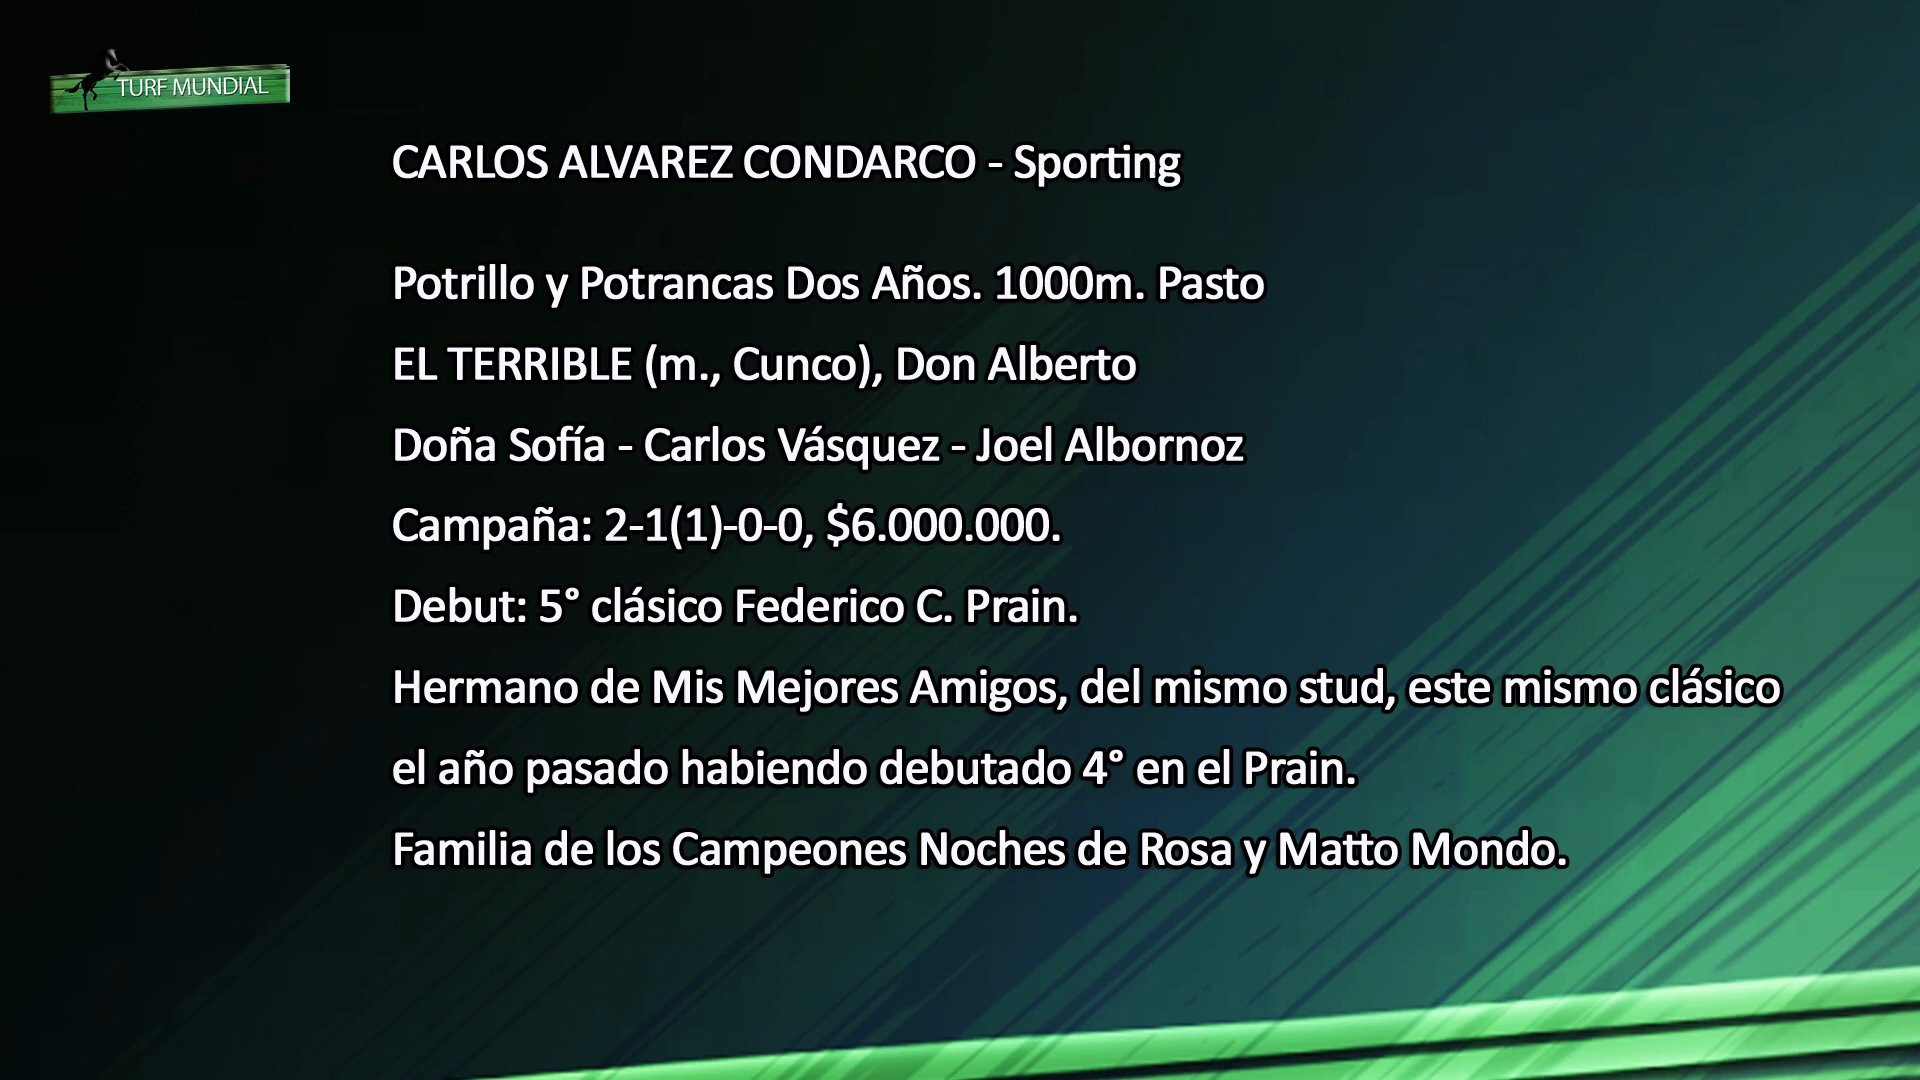 TURF MUNDIAL
CARLOS ALVAREZ CONDARCO - Sporting
Potrillo y Potrancas Dos Años. 1000m. Pasto
EL TERRIBLE (m., Cunco), Don Alberto
Doña Sofía - Carlos Vásquez - Joel Albornoz
Campaña: 2-1(1)-0-0, $6.000.000.
Debut: 5° clásico Federico C. Prain.
Hermano de Mis Mejores Amigos, del mismo stud, este mismo clásico
el año pasado habiendo debutado 4° en el Prain.
Familia de los Campeones Noches de Rosa y Matto Mondo.